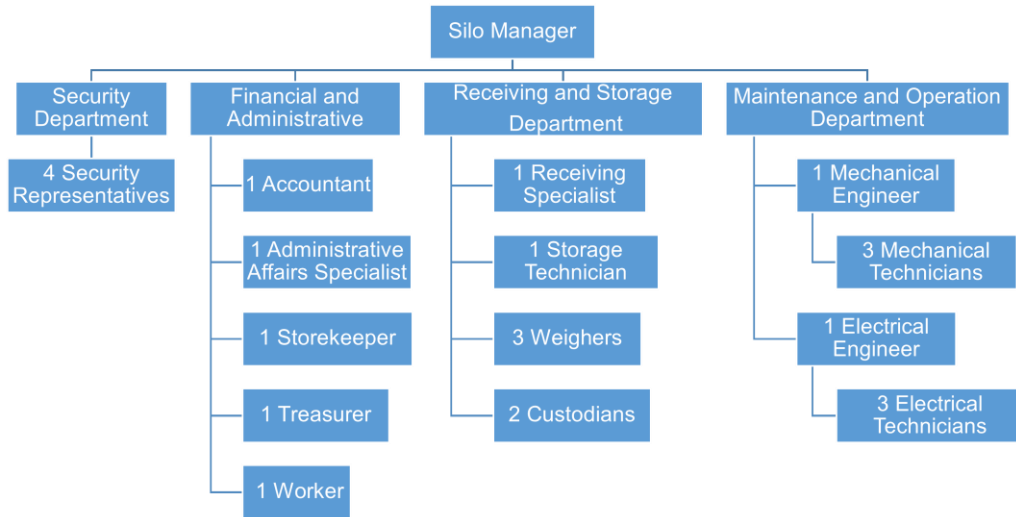 Silo Manager
Security
Department
Financial and
Administrative
Receiving and Storage
Department
Maintenance and Operation
Department
4 Security
Representatives
1 Accountant
1 Administrative
Affairs Specialist
1 Storekeeper
1 Treasurer
1 Worker
1 Receiving
Specialist
1 Storage
Technician
3 Weighers
2 Custodians
1 Mechanical
Engineer
3 Mechanical
Technicians
1 Electrical
Engineer
3 Electrical
Technicians